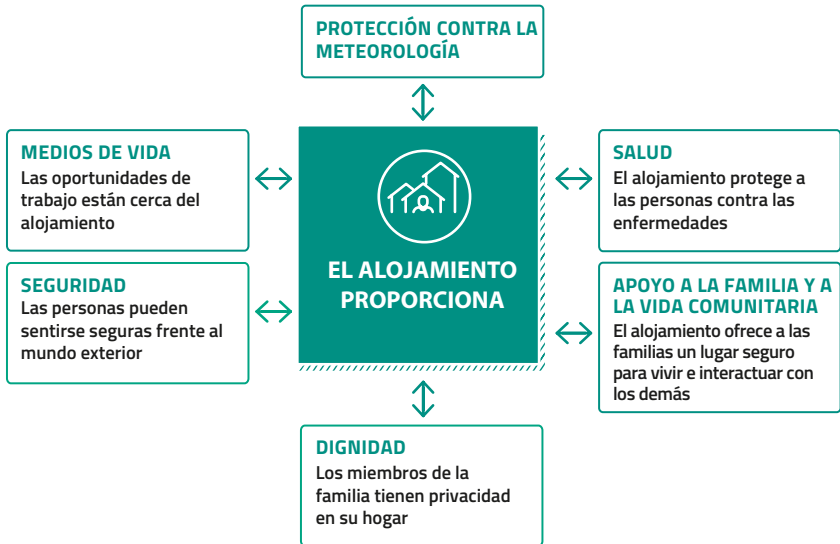 PROTECCIÓN CONTRA LA
METEOROLOGÍA
MEDIOS DE VIDA
Las oportunidades de
trabajo están cerca del
alojamiento
SALUD
El alojamiento protege a
las personas contra las
enfermedades
EL ALOJAMIENTO
PROPORCIONA
SEGURIDAD
Las personas pueden
sentirse seguras frente al
mundo exterior
APOYO A LA FAMILIA Y A
LA VIDA COMUNITARIA
El alojamiento ofrece a las
familias un lugar seguro
para vivir e interactuar con
los demás
DIGNIDAD
Los miembros de la
familia tienen privacidad
en su hogar